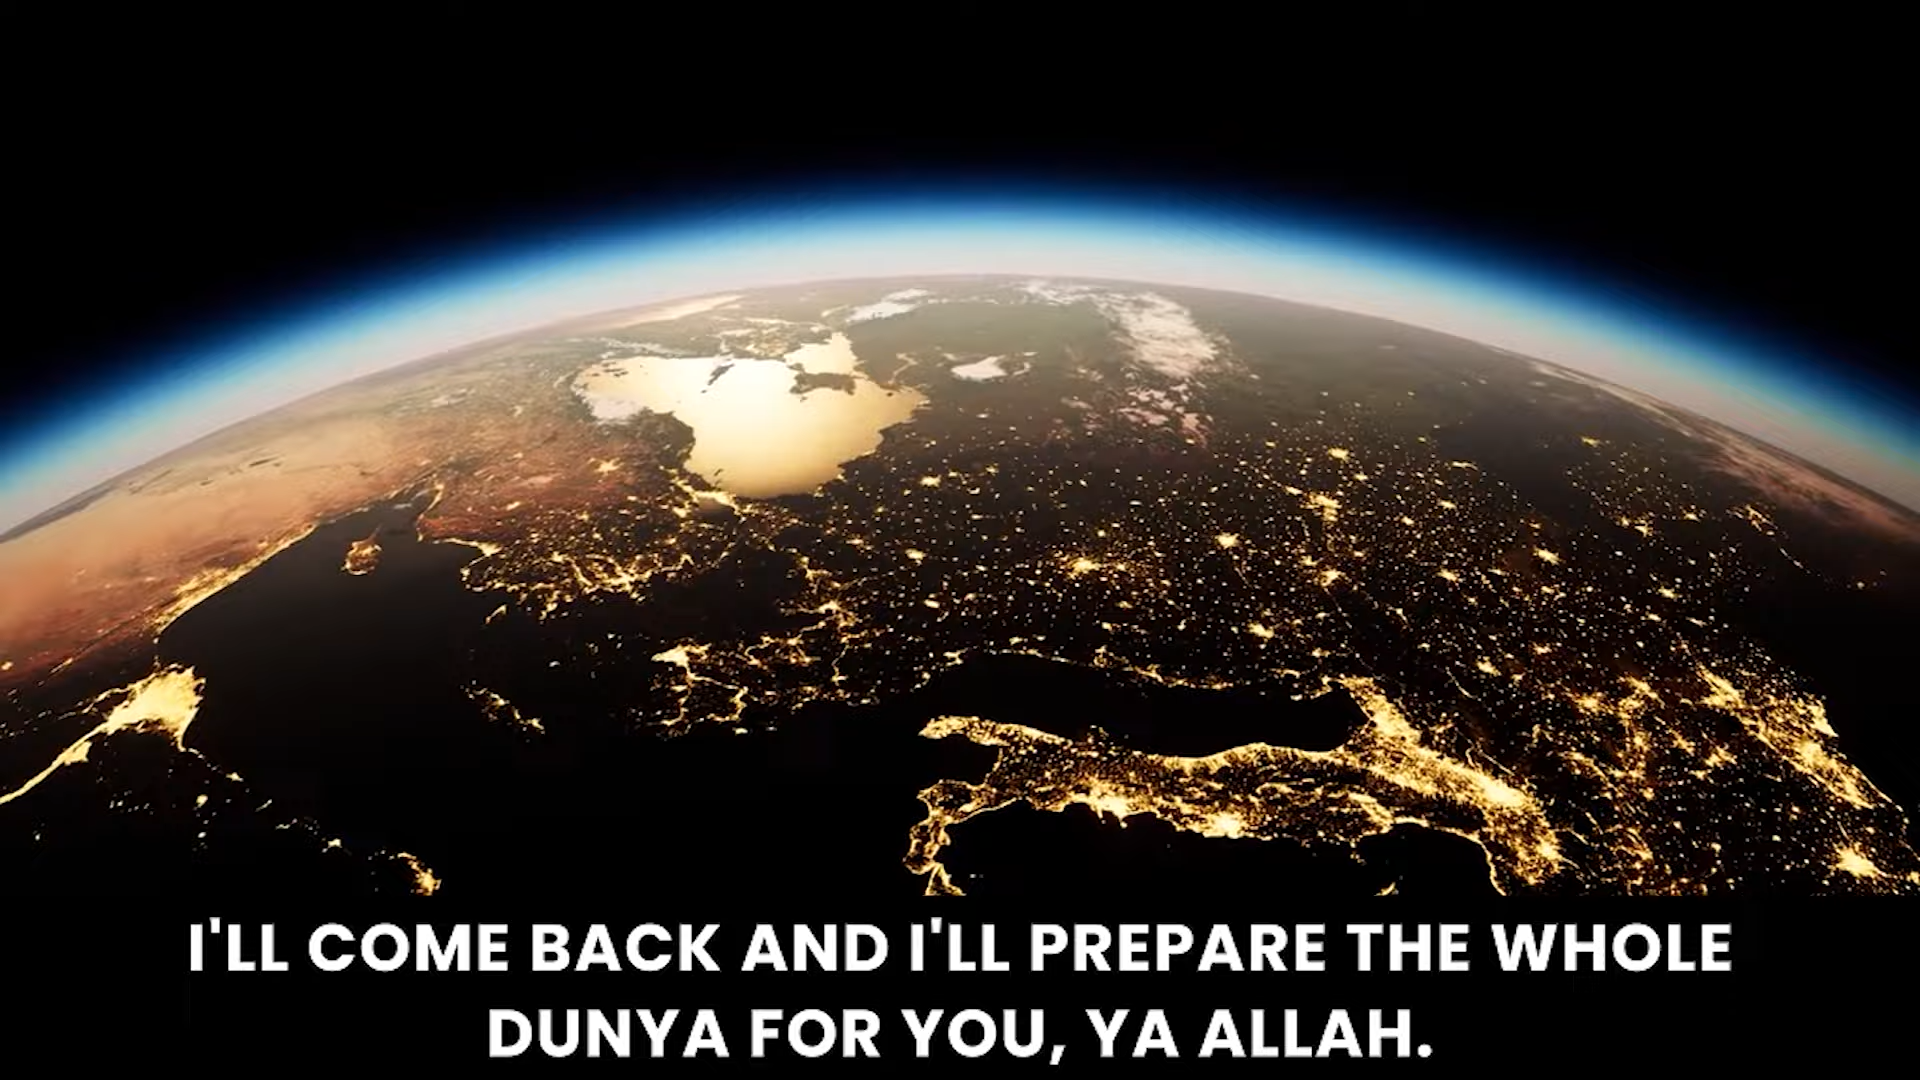 I'LL COME BACK AND I'LL PREPARE THE WHOLE
DUNYA FOR YOU, YA ALLAH.